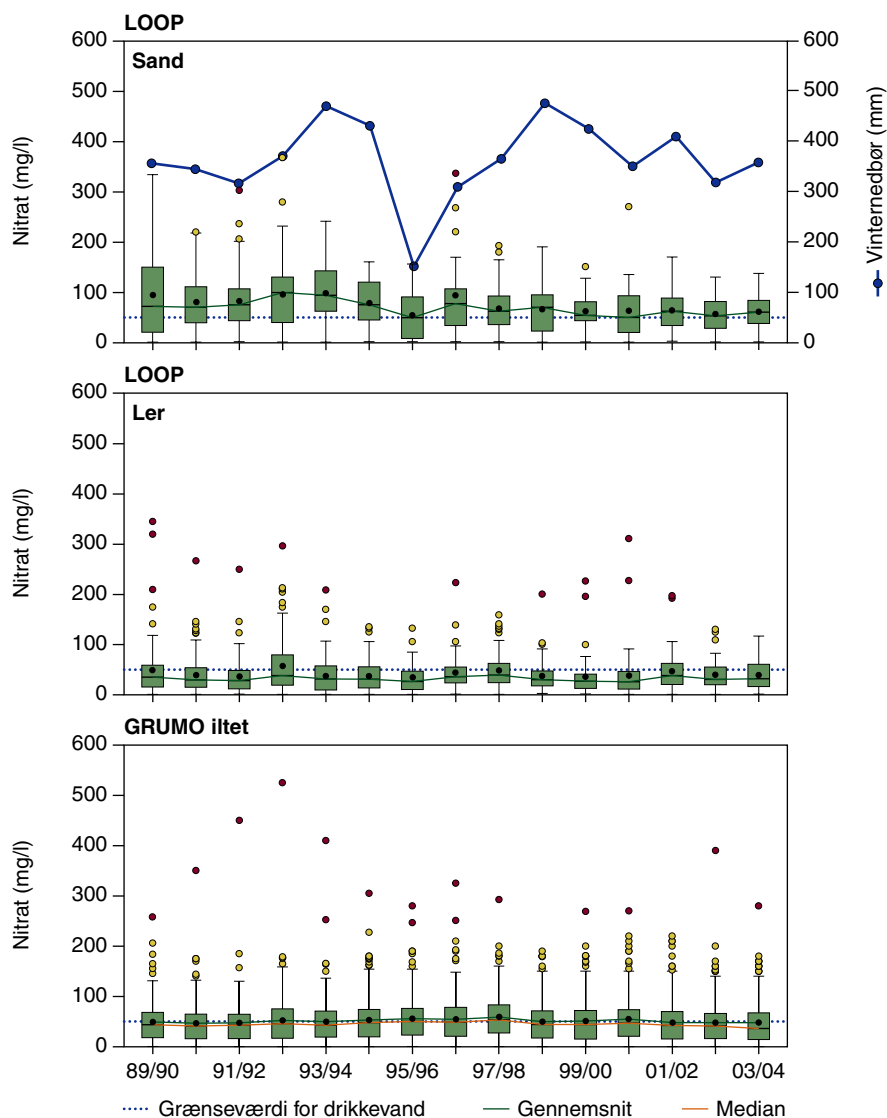 LOOP
Sand
600
500
400
300
200
100
0
Nitrat (mg/l)
600
500
400
300
200
100
0
Vinternedbør (mm)
LOOP
Ler
600
500
400
300
200
100
0
Nitrat (mg/l)
GRUMO iltet
600
500
400
300
200
100
0
Nitrat (mg/l)
89/90 91/92 93/94 95/96 97/98 99/00 01/02 03/04
Grænseværdi for drikkevand Gennemsnit Median